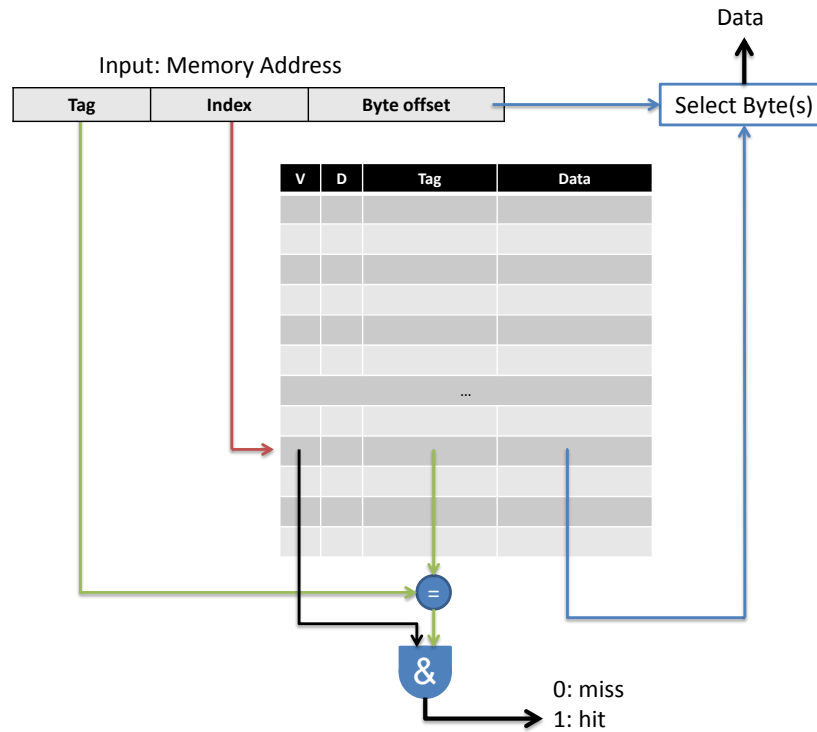 Data
Input: Memory Address
Tag Index Byte offset
Select Byte(s)
V D Tag Data
...
=
&
0: miss
1: hit